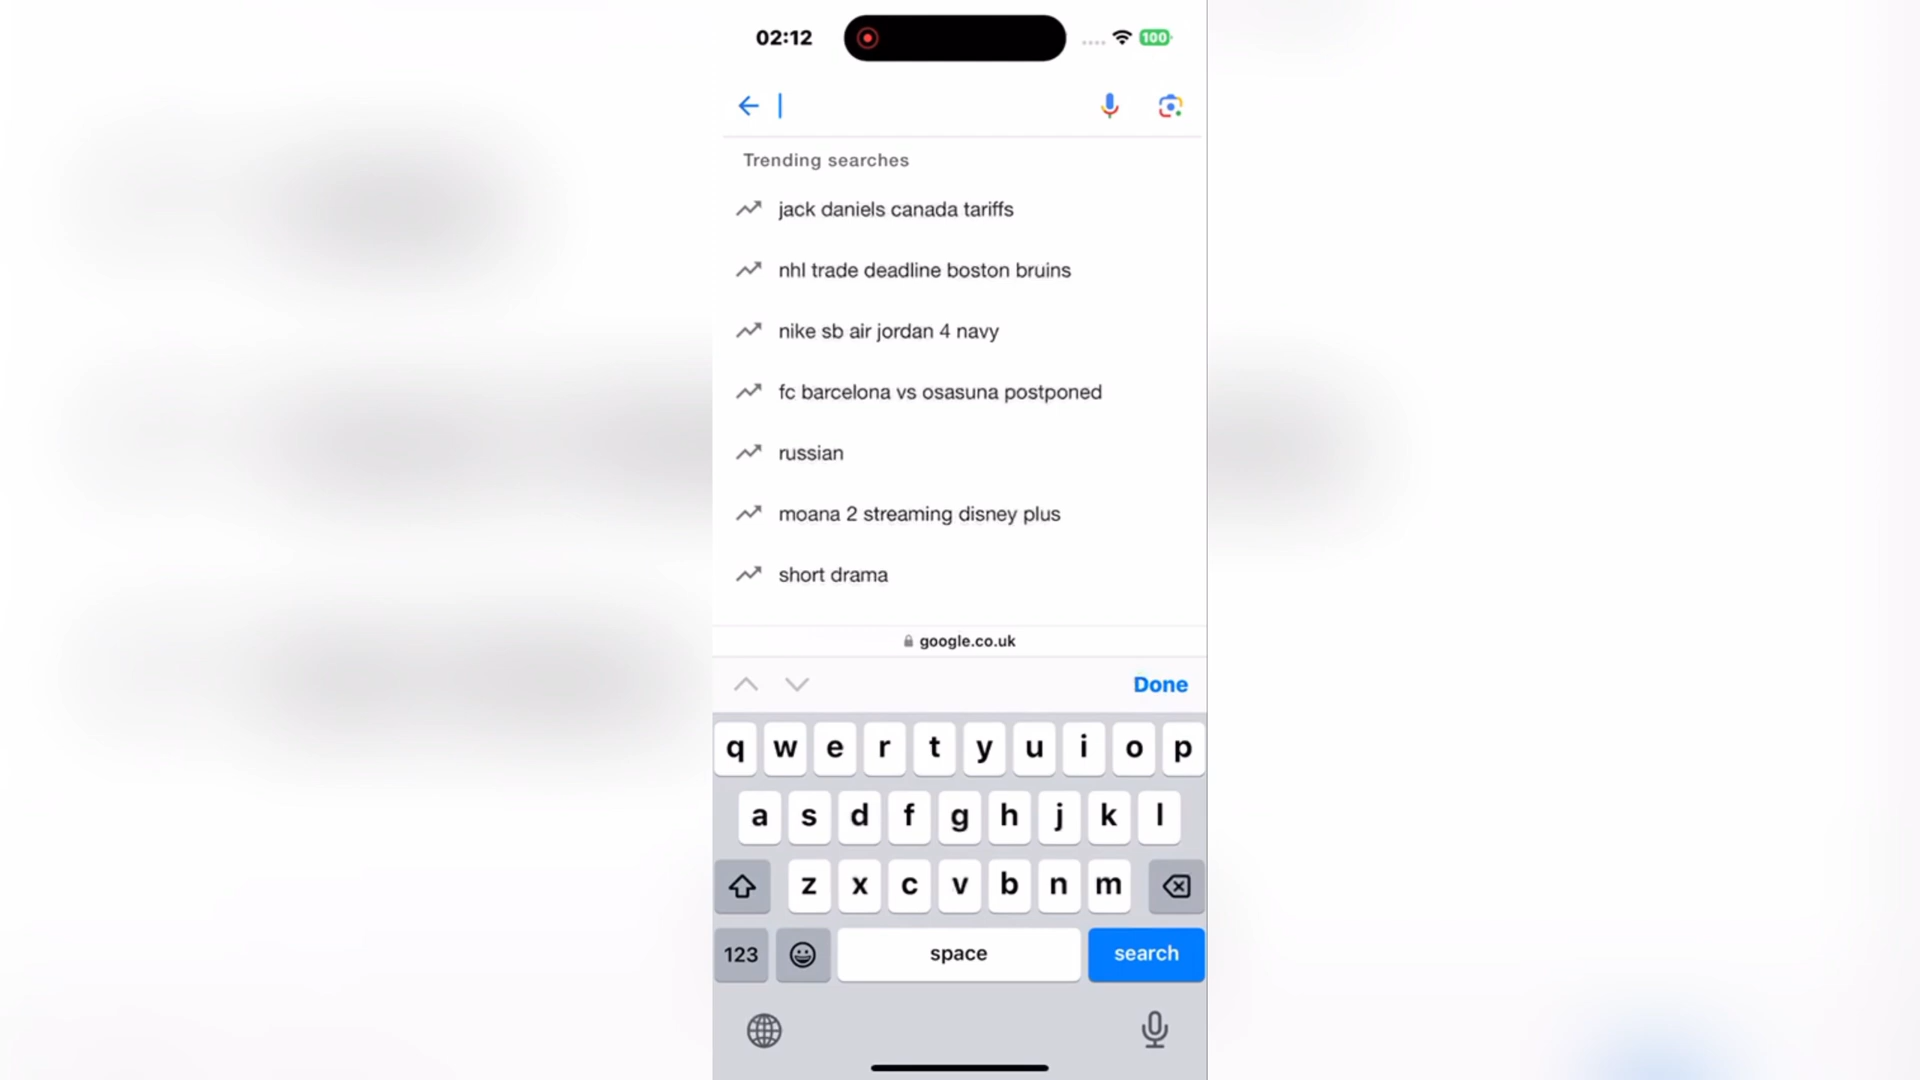 02:12
100
Trending searches
jack daniels canada tariffs
nhl trade deadline boston bruins
nike sb air jordan 4 navy
fc barcelona vs osasuna postponed
russian
moana 2 streaming disney plus
short drama
google.co.uk
Done
q w e r t y u i o p
a s d f g h j k l
z x c v b n m
123 space search